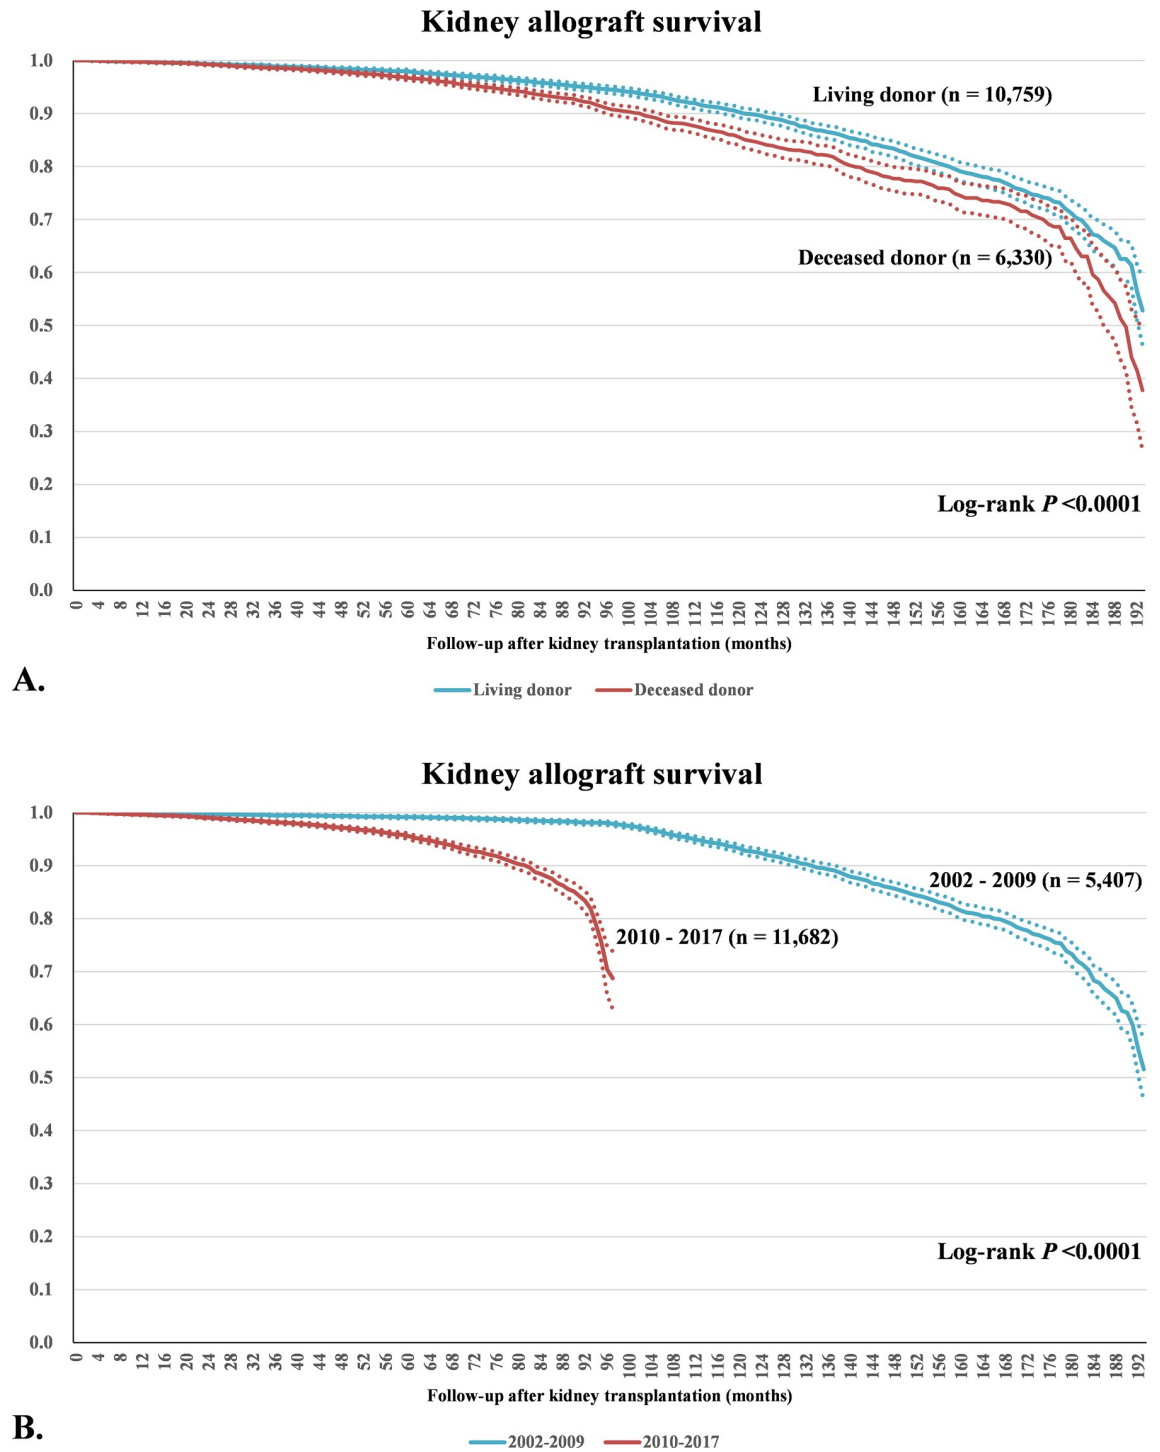 Kidney allograft survival
1.0
0.9
Living donor (n = 10,759)
0.8
0.7
Deceased donor (n = 6,330)
0.6
0.5
0.4
0.3
0.2
Log-rank P <0.0001
0.1
0.0
0 4 8 12 16 20 24 28 32 36 40 44 48 52 56 60 64 68 72 76 80 84 88 92 96 100 104 108 112 116 120 124 128 132 136 140 144 148 152 156 160 164 168 172 176 180 184 188 192
Follow-up after kidney transplantation (months)
A.
Living donor Deceased donor
Kidney allograft survival
1.0
0.9
2002 - 2009 (n = 5,407)
0.8
2010 - 2017 (n = 11,682)
0.7
0.6
0.5
0.4
0.3
0.2
Log-rank P <0.0001
0.1
0.0
0 4 8 12 16 20 24 28 32 36 40 44 48 52 56 60 64 68 72 76 80 84 88 92 96 100 104 108 112 116 120 124 128 132 136 140 144 148 152 156 160 164 168 172 176 180 184 188 192
Follow-up after kidney transplantation (months)
B.
2002-2009 2010-2017